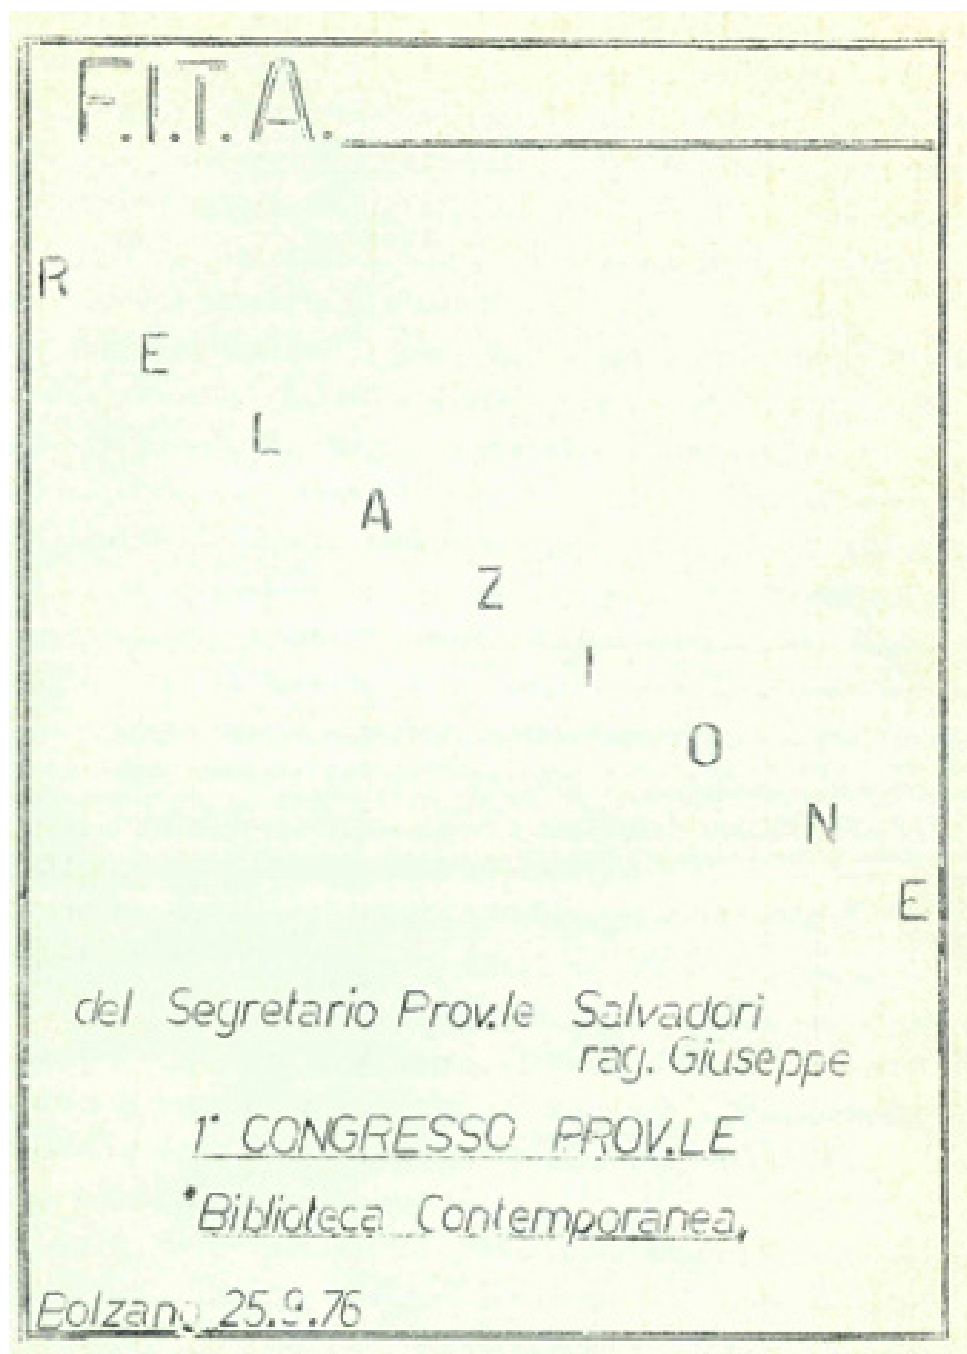 F.I.T.A.
R
E
L
A
Z
I
O
N
E
del Segretario Prov.le Salvadori
rag. Giuseppe
1° CONGRESSO PROV.LE
"Biblioteca Contemporanea"
Bolzano 25.9.76